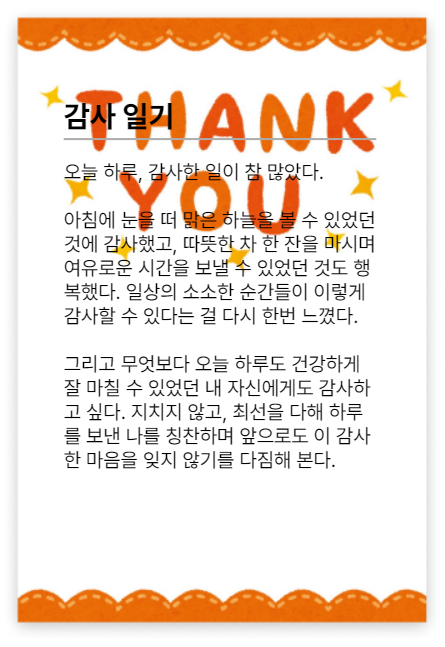 THANK
YOU
감사 일기
오늘 하루, 감사한 일이 참 많았다.
아침에 눈을 떠 맑은 하늘을 볼 수 있었던
것에 감사했고, 따뜻한 차 한 잔을 마시며
여유로운 시간을 보낼 수 있었던 것도 행
복했다. 일상의 소소한 순간들이 이렇게
감사할 수 있다는 걸 다시 한번 느꼈다.
그리고 무엇보다 오늘 하루도 건강하게
잘 마칠 수 있었던 내 자신에게도 감사하
고 싶다. 지치지 않고, 최선을 다해 하루
를 보낸 나를 칭찬하며 앞으로도 이 감사
한 마음을 잊지 않기를 다짐해 본다.